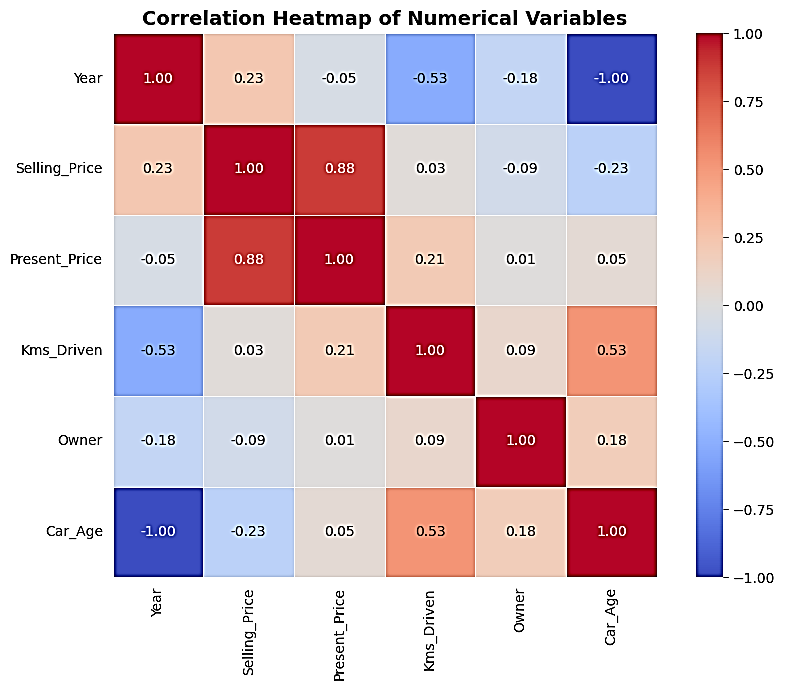 Correlation Heatmap of Numerical Variables
Year 1.00 0.23 -0.05 -0.53 -0.18 -1.00
Selling_Price 0.23 1.00 0.88 0.03 -0.09 -0.23
Present_Price -0.05 0.88 1.00 0.21 0.01 0.05
Kms_Driven -0.53 0.03 0.21 1.00 0.09 0.53
Owner -0.18 -0.09 0.01 0.09 1.00 0.18
Car_Age -1.00 -0.23 0.05 0.53 0.18 1.00
Year
Selling_Price
Present_Price
Kms_Driven
Owner
Car_Age
1.00
0.75
0.50
0.25
0.00
−0.25
−0.50
−0.75
−1.00